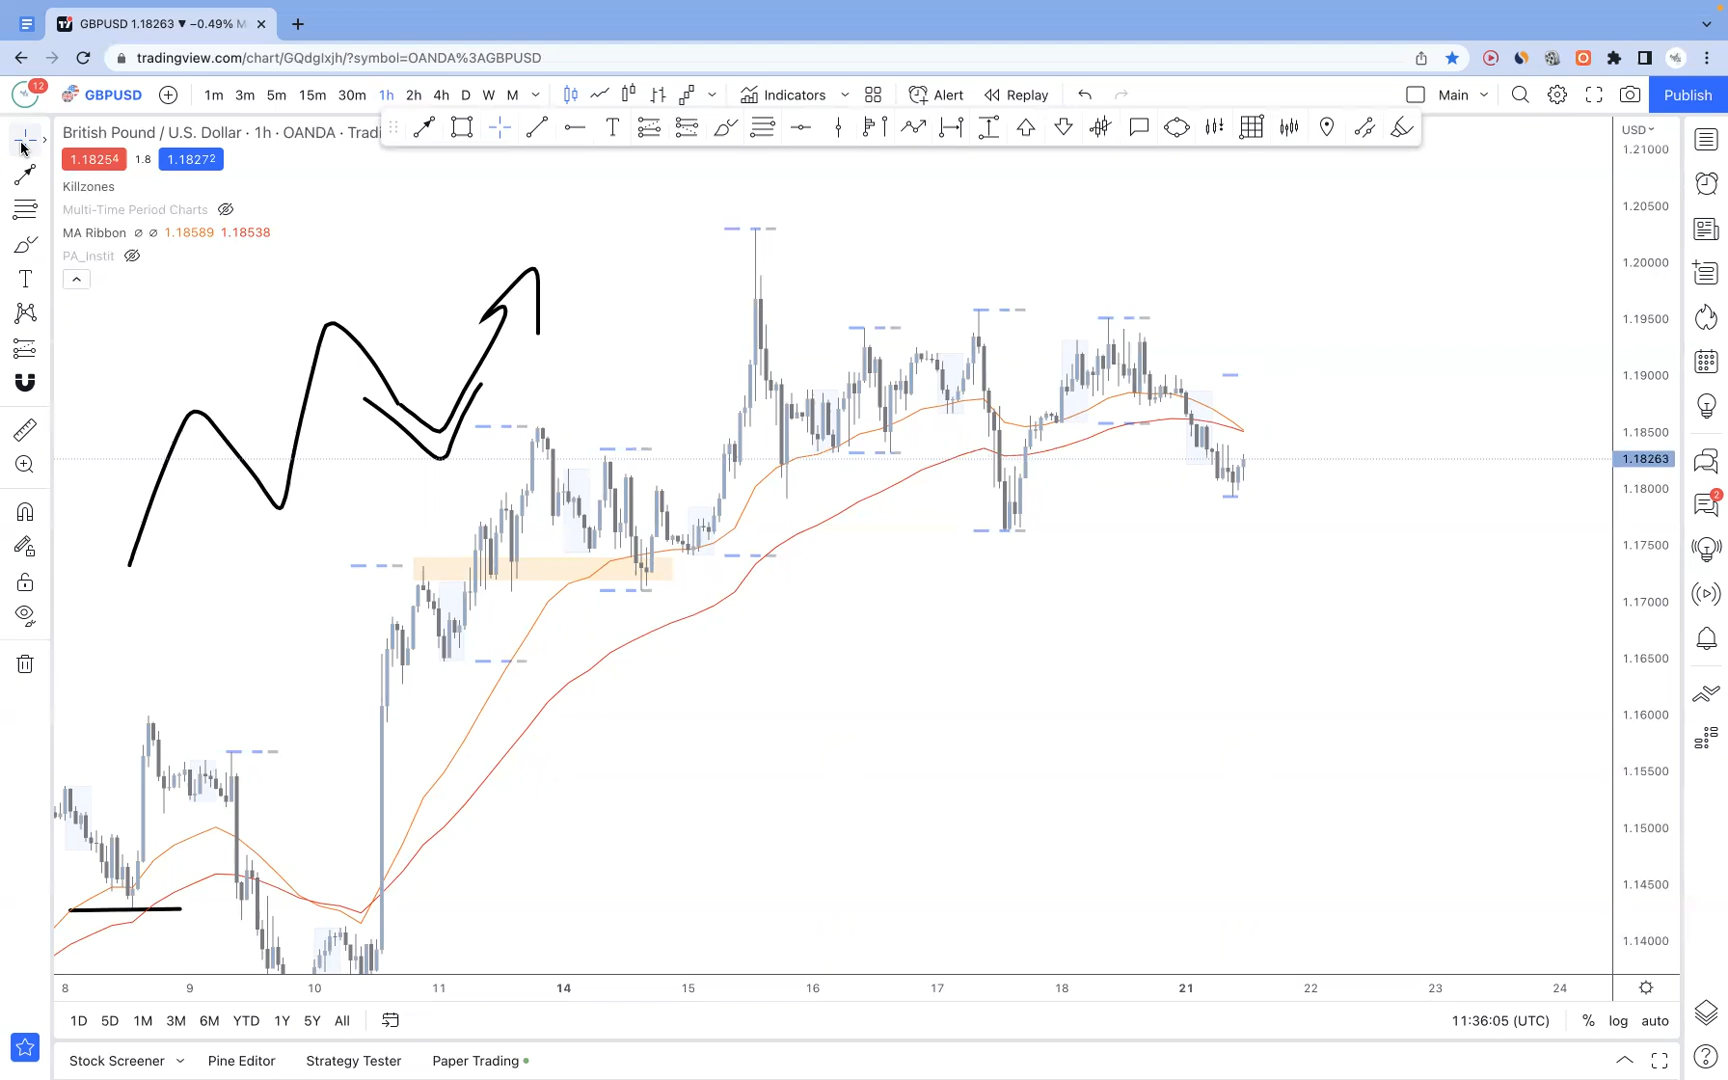 GBPUSD 1.18263 ▼ −0.49% M
tradingview.com/chart/GQdglxjh/?symbol=OANDA%3AGBPUSD
12
GBPUSD 1m 3m 5m 15m 30m 1h 2h 4h D W M Indicators Alert Replay Main Publish
British Pound / U.S. Dollar · 1h · OANDA · Tradi
USD
1.18254 1.8 1.18272
Killzones
Multi-Time Period Charts
MA Ribbon ∅ ∅ 1.18589 1.18538
PA_Instit
1.21000
1.20500
1.20000
1.19500
1.19000
1.18500
1.18263
1.18000
1.17500
1.17000
1.16500
1.16000
1.15500
1.15000
1.14500
1.14000
2
8 9 10 11 14 15 16 17 18 21 22 23 24
1D 5D 1M 3M 6M YTD 1Y 5Y All 11:36:05 (UTC) % log auto
Stock Screener Pine Editor Strategy Tester Paper Trading